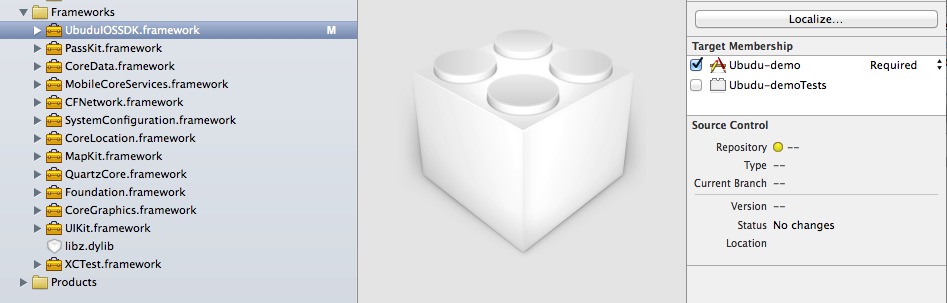 Frameworks
UbuduIOSSDK.framework M
PassKit.framework
CoreData.framework
MobileCoreServices.framework
CFNetwork.framework
SystemConfiguration.framework
CoreLocation.framework
MapKit.framework
QuartzCore.framework
Foundation.framework
CoreGraphics.framework
UIKit.framework
libz.dylib
XCTest.framework
Products
Localize...
Target Membership
Ubudu-demo Required
Ubudu-demoTests
Source Control
Repository --
Type --
Current Branch --
Version --
Status No changes
Location